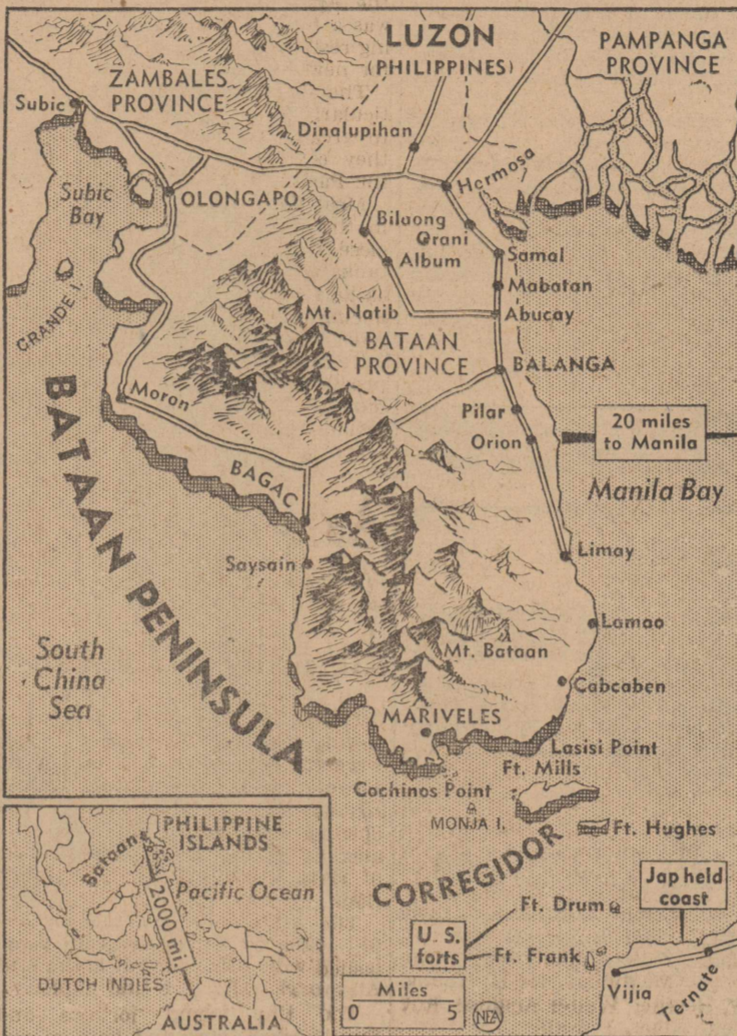 LUZON
(PHILIPPINES)
PAMPANGA
PROVINCE
ZAMBALES
PROVINCE
Subic
Dinalupihan
Hermosa
Subic
Bay
OLONGAPO
Bilaong
Orani
Album
Samal
Mabatan
GRANDE I.
Mt. Natib
Abucay
BATAAN
PROVINCE
BALANGA
Moron
Pilar
Orion
20 miles
to Manila
BATAAN PENINSULA
BAGAC
Manila Bay
Saysain
Limay
Lamao
South
China
Sea
Mt. Bataan
Cabcaben
MARIVELES
Lasisi Point
Ft. Mills
Cochinos Point
MONJA I.
Ft. Hughes
CORREGIDOR
PHILIPPINE
ISLANDS
Bataan
Pacific Ocean
2000 mi.
DUTCH INDIES
AUSTRALIA
Jap held
coast
Ft. Drum
U. S.
forts
Ft. Frank
Miles
0 5
NEA
Vijia
Ternate